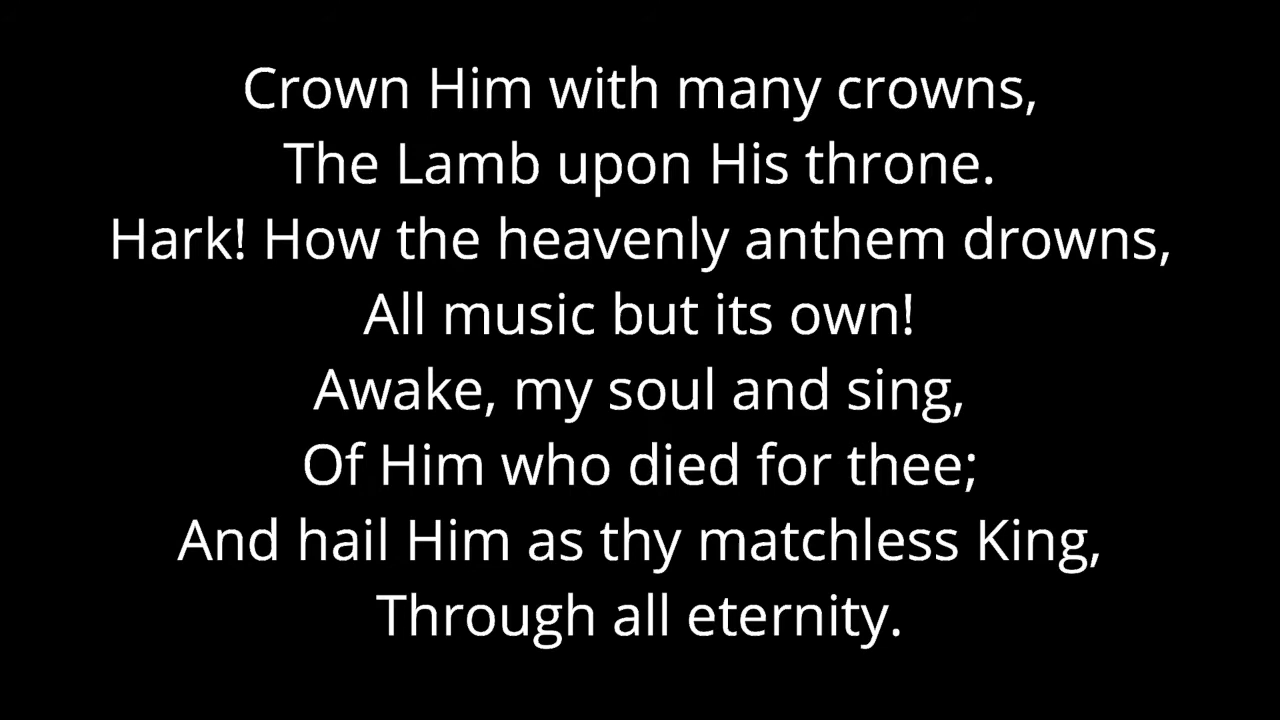 Crown Him with many crowns,
The Lamb upon His throne.
Hark! How the heavenly anthem drowns,
All music but its own!
Awake, my soul and sing,
Of Him who died for thee;
And hail Him as thy matchless King,
Through all eternity.